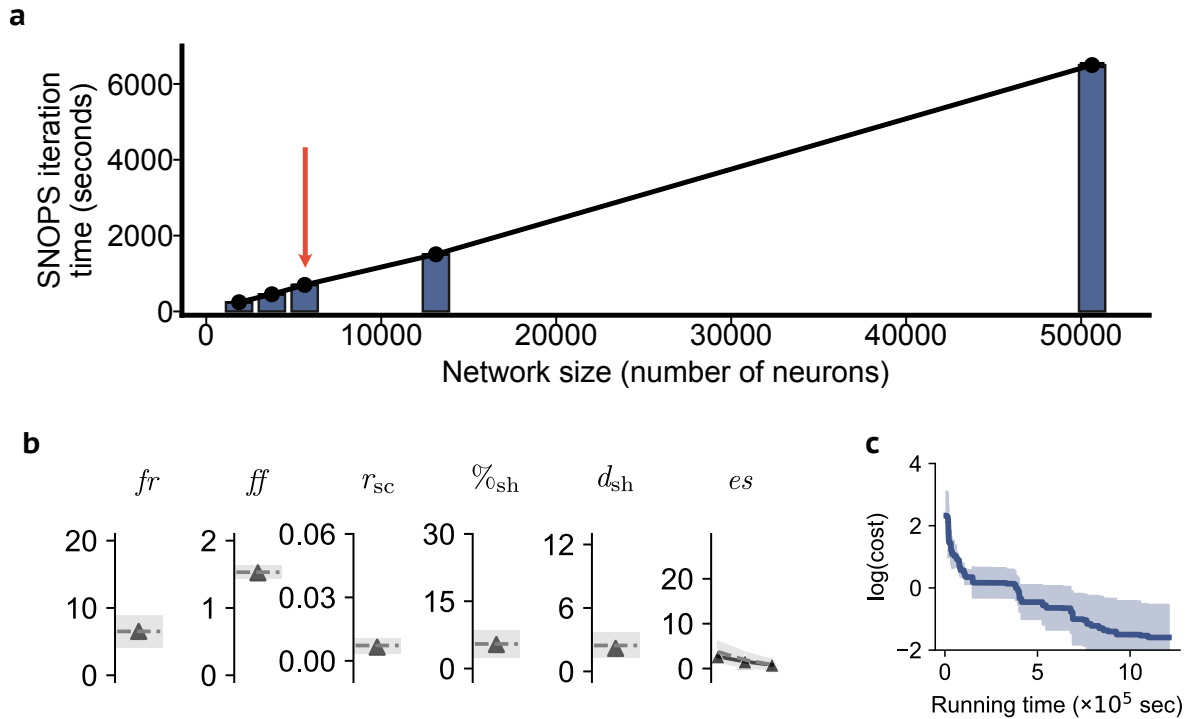 a
SNOPS iteration
time (seconds)
6000
4000
2000
0
0 10000 20000 30000 40000 50000
Network size (number of neurons)
b
fr ff r_sc %_sh d_sh es
20
10
0
2
1
0
0.06
0.03
0.00
30
15
0
12
6
0
20
10
0
c
log(cost)
4
2
0
−2
0 5 10
Running time (×10⁵ sec)